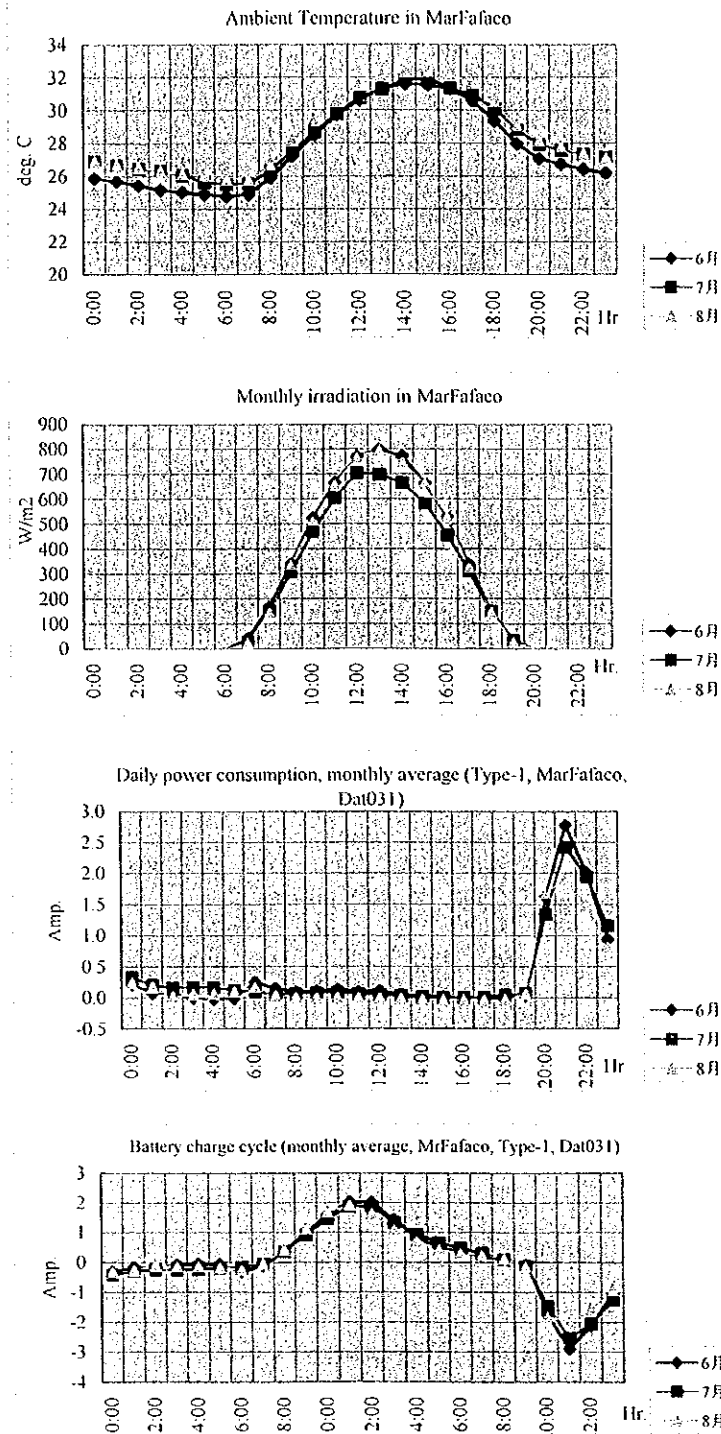 Ambient Temperature in MarFafaco
deg. C
34
32
30
28
26
24
22
20
0:00 2:00 4:00 6:00 8:00 10:00 12:00 14:00 16:00 18:00 20:00 22:00 Hr
6月
7月
8月
Monthly irradiation in MarFafaco
W/m2
900
800
700
600
500
400
300
200
100
0
0:00 2:00 4:00 6:00 8:00 10:00 12:00 14:00 16:00 18:00 20:00 22:00 Hr.
6月
7月
8月
Daily power consumption, monthly average (Type-1, MarFafaco,
Dat031)
Amp.
3.0
2.5
2.0
1.5
1.0
0.5
0.0
-0.5
0:00 2:00 4:00 6:00 8:00 10:00 12:00 14:00 16:00 18:00 20:00 22:00 Hr
6月
7月
8月
Battery charge cycle (monthly average, MrFafaco, Type-1, Dat031)
Amp.
3
2
1
0
-1
-2
-3
-4
0:00 2:00 4:00 6:00 8:00 0:00 2:00 4:00 6:00 8:00 0:00 2:00 Hr.
6月
7月
8月